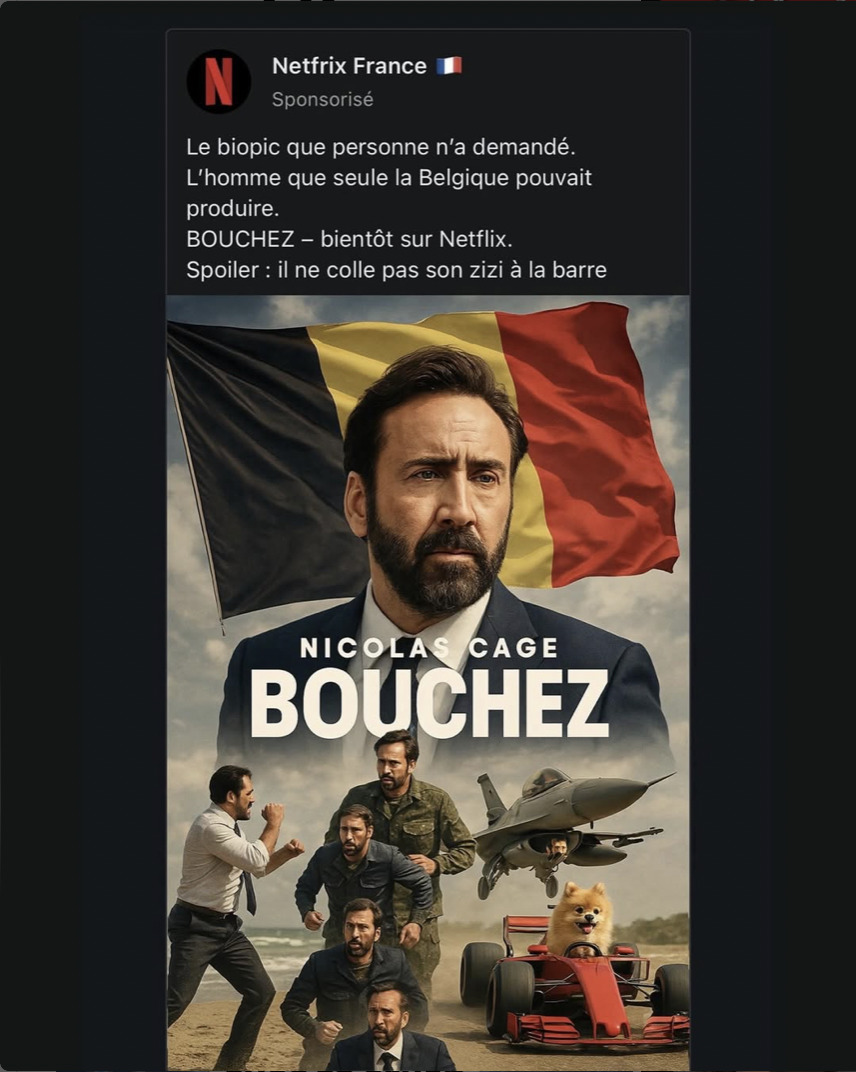 Netfrix France 🇫🇷
Sponsorisé
Le biopic que personne n’a demandé.
L’homme que seule la Belgique pouvait
produire.
BOUCHEZ – bientôt sur Netflix.
Spoiler : il ne colle pas son zizi à la barre
NICOLAS CAGE
BOUCHEZ